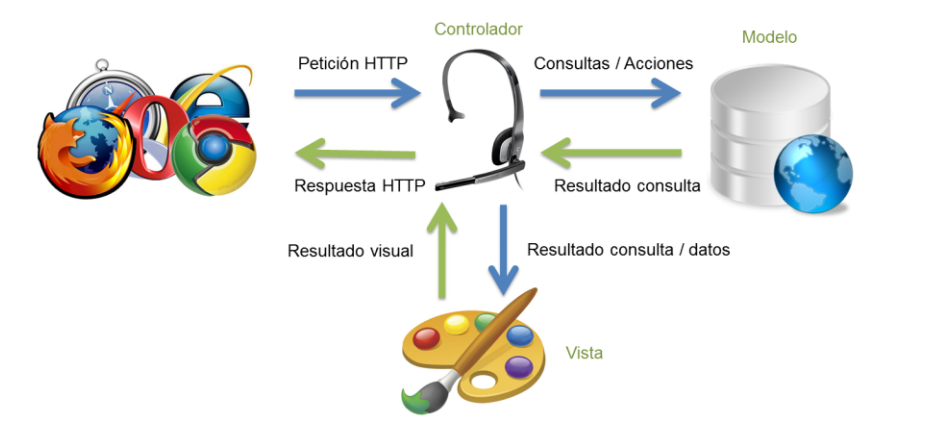 Controlador
Modelo
Petición HTTP
Consultas / Acciones
Respuesta HTTP
Resultado consulta
Resultado visual
Resultado consulta / datos
Vista